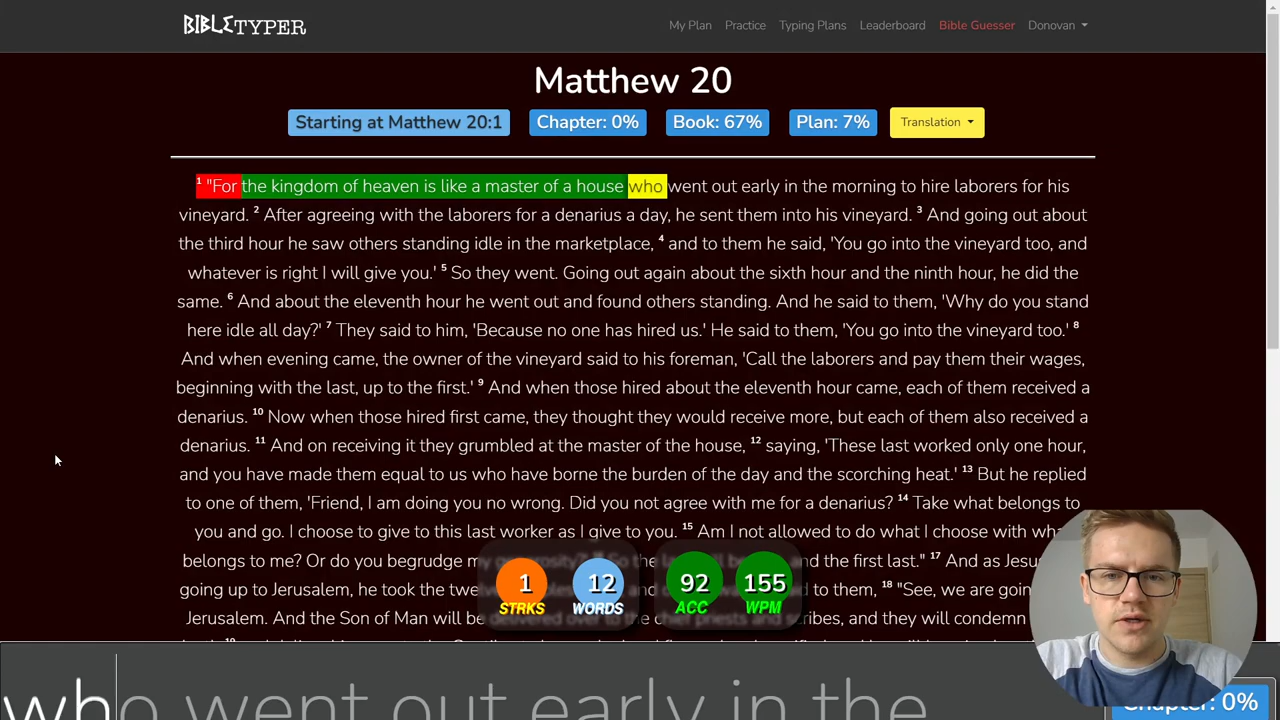 BIBLETYPER
My Plan Practice Typing Plans Leaderboard Bible Guesser Donovan
Matthew 20
Starting at Matthew 20:1 Chapter: 0% Book: 67% Plan: 7% Translation
1 "For the kingdom of heaven is like a master of a house who went out early in the morning to hire laborers for his
vineyard. 2 After agreeing with the laborers for a denarius a day, he sent them into his vineyard. 3 And going out about
the third hour he saw others standing idle in the marketplace, 4 and to them he said, 'You go into the vineyard too, and
whatever is right I will give you.' 5 So they went. Going out again about the sixth hour and the ninth hour, he did the
same. 6 And about the eleventh hour he went out and found others standing. And he said to them, 'Why do you stand
here idle all day?' 7 They said to him, 'Because no one has hired us.' He said to them, 'You go into the vineyard too.' 8
And when evening came, the owner of the vineyard said to his foreman, 'Call the laborers and pay them their wages,
beginning with the last, up to the first.' 9 And when those hired about the eleventh hour came, each of them received a
denarius. 10 Now when those hired first came, they thought they would receive more, but each of them also received a
denarius. 11 And on receiving it they grumbled at the master of the house, 12 saying, 'These last worked only one hour,
and you have made them equal to us who have borne the burden of the day and the scorching heat.' 13 But he replied
to one of them, 'Friend, I am doing you no wrong. Did you not agree with me for a denarius? 14 Take what belongs to
you and go. I choose to give to this last worker as I give to you. 15 Am I not allowed to do what I choose with
belongs to me? Or do you begrudge my the nd the first last." 17 And as
going up to Jerusalem, he took the d to them, 18 "See, we are
Jerusalem. And the Son of Man will be delivered over to the chief priests and scribes, and they will condemn
1 STRKS 12 WORDS 92 ACC 155 WPM
who went out early in the
Chapter: 0%